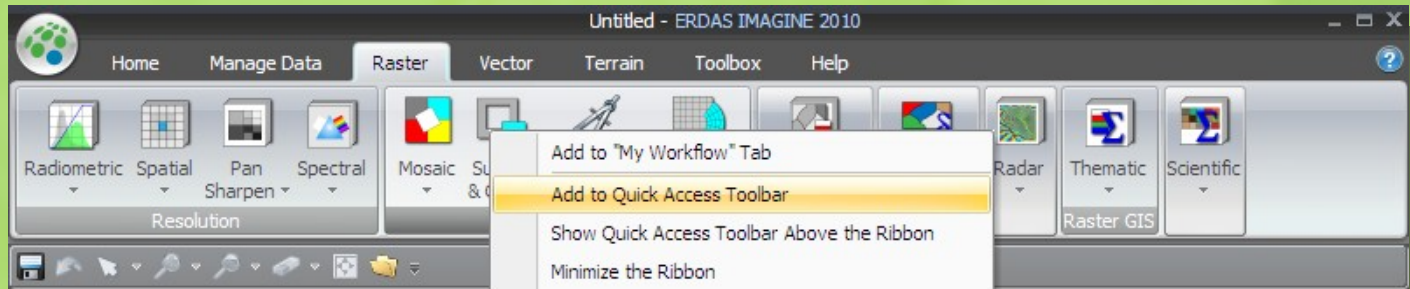 Untitled - ERDAS IMAGINE 2010
Home Manage Data Raster Vector Terrain Toolbox Help
Radiometric Spatial Pan Sharpen Spectral Mosaic Radar Thematic Scientific
Resolution Raster GIS
Add to "My Workflow" Tab
Add to Quick Access Toolbar
Show Quick Access Toolbar Above the Ribbon
Minimize the Ribbon